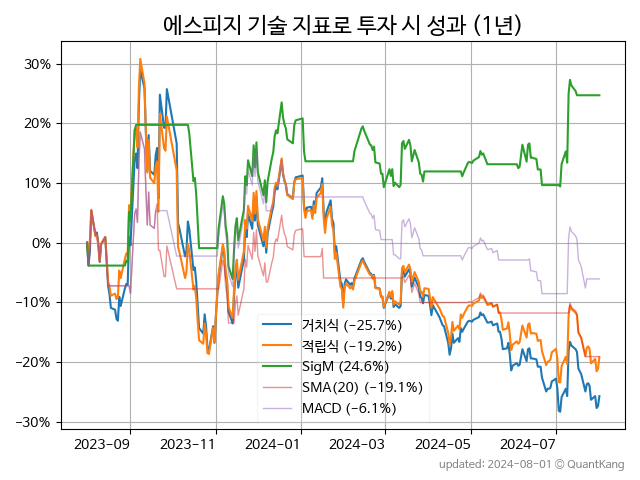 에스피지 기술 지표로 투자 시 성과 (1년)
30%
20%
10%
0%
−10%
−20%
−30%
거치식 (−25.7%)
적립식 (−19.2%)
SigM (24.6%)
SMA(20) (−19.1%)
MACD (−6.1%)
2023-09 2023-11 2024-01 2024-03 2024-05 2024-07
updated: 2024-08-01 © QuantKang